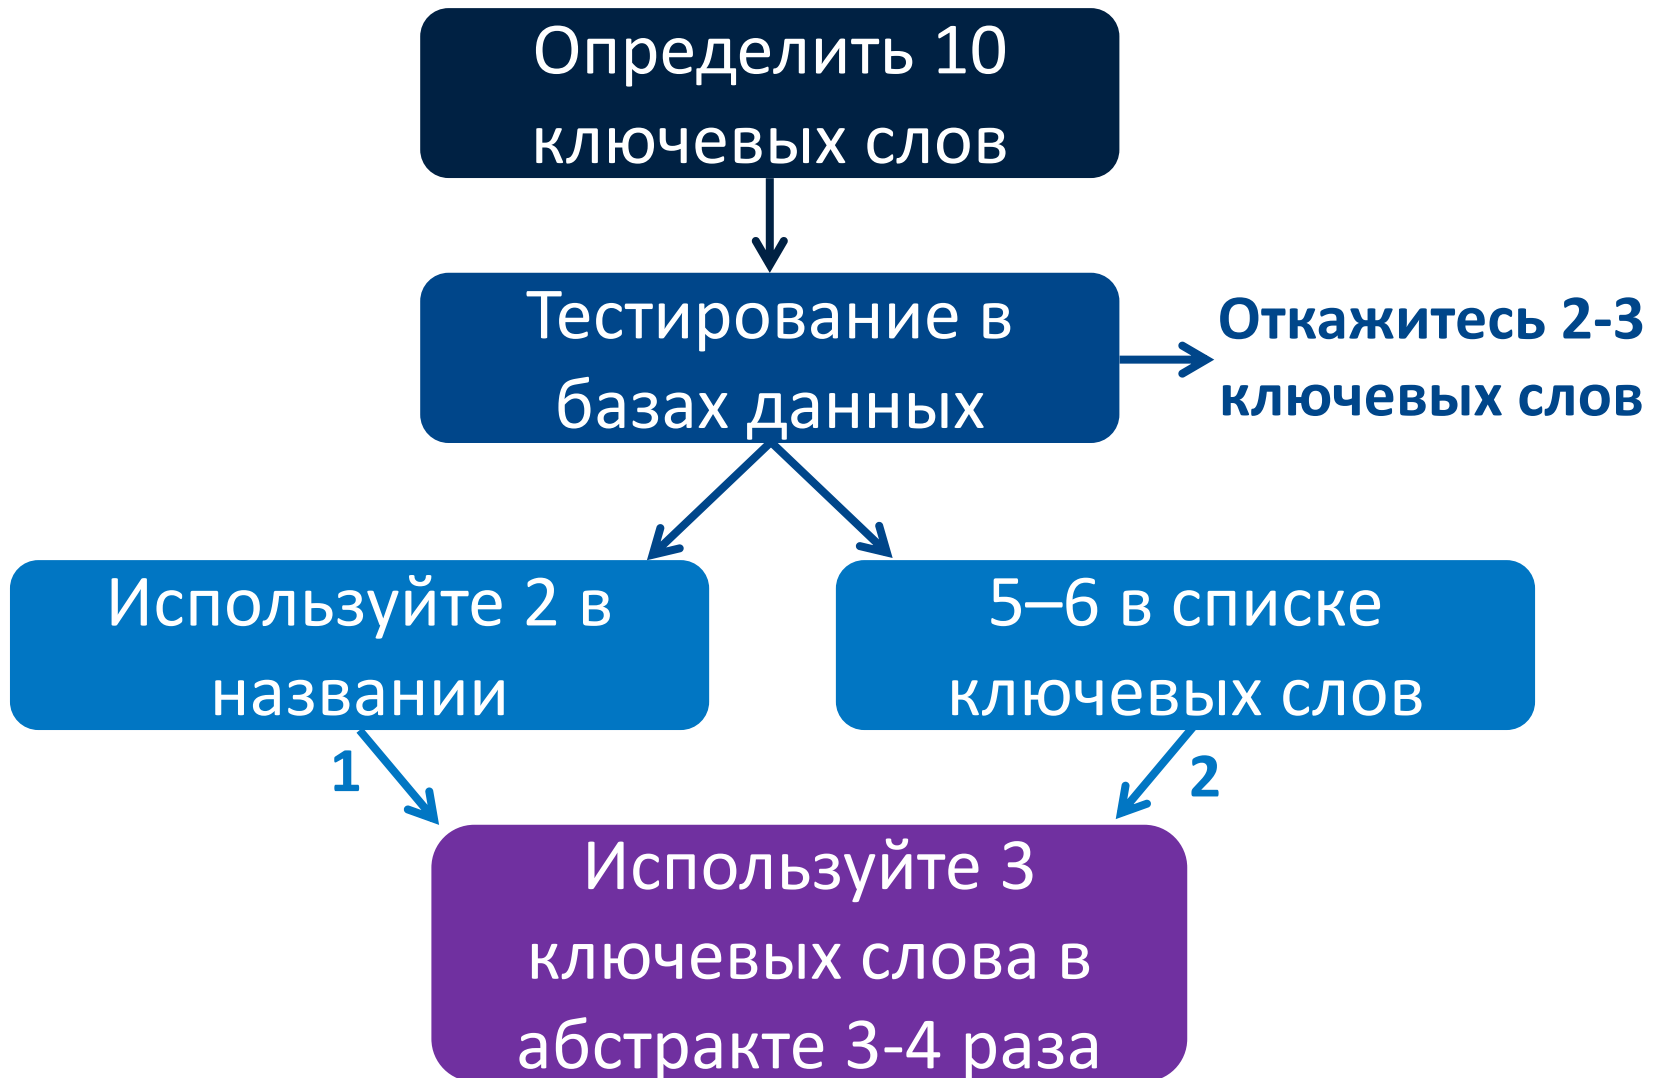 Определить 10
ключевых слов
Тестирование в
базах данных
Откажитесь 2-3
ключевых слов
Используйте 2 в
названии
5–6 в списке
ключевых слов
1
2
Используйте 3
ключевых слова в
абстракте 3-4 раза